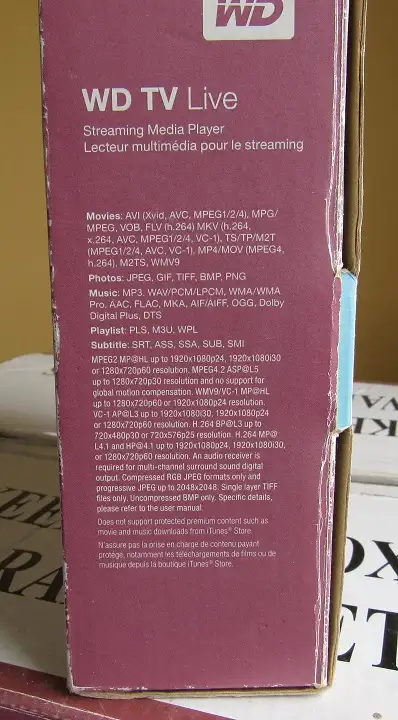 WD
WD TV Live
Streaming Media Player
Lecteur multimédia pour le streaming
Movies: AVI (Xvid, AVC, MPEG1/2/4), MPG/
MPEG, VOB, FLV (h.264) MKV (h.264,
x.264, AVC, MPEG1/2/4, VC-1), TS/TP/M2T
(MPEG1/2/4, AVC, VC-1), MP4/MOV (MPEG4,
h.264), M2TS, WMV9
Photos: JPEG, GIF, TIFF, BMP, PNG
Music: MP3, WAV/PCM/LPCM, WMA/WMA
Pro, AAC, FLAC, MKA, AIF/AIFF, OGG, Dolby
Digital Plus, DTS
Playlist: PLS, M3U, WPL
Subtitle: SRT, ASS, SSA, SUB, SMI
MPEG2 MP@HL up to 1920x1080p24, 1920x1080i30
or 1280x720p60 resolution. MPEG4.2 ASP@L5
up to 1280x720p30 resolution and no support for
global motion compensation. WMV9/VC-1 MP@HL
up to 1280x720p60 or 1920x1080p24 resolution.
VC-1 AP@L3 up to 1920x1080i30, 1920x1080p24
or 1280x720p60 resolution. H.264 BP@L3 up to
720x480p30 or 720x576p25 resolution. H.264 MP@
L4.1 and HP@4.1 up to 1920x1080p24, 1920x1080i30,
or 1280x720p60 resolution. An audio receiver is
required for multi-channel surround sound digital
output. Compressed RGB JPEG formats only and
progressive JPEG up to 2048x2048. Single layer TIFF
files only. Uncompressed BMP only. Specific details,
please refer to the user manual.
Does not support protected premium content such as
movie and music downloads from iTunes® Store.
N'assure pas la prise en charge de contenu payant
protégé, notamment les téléchargements de films ou de
musique depuis la boutique iTunes® Store.